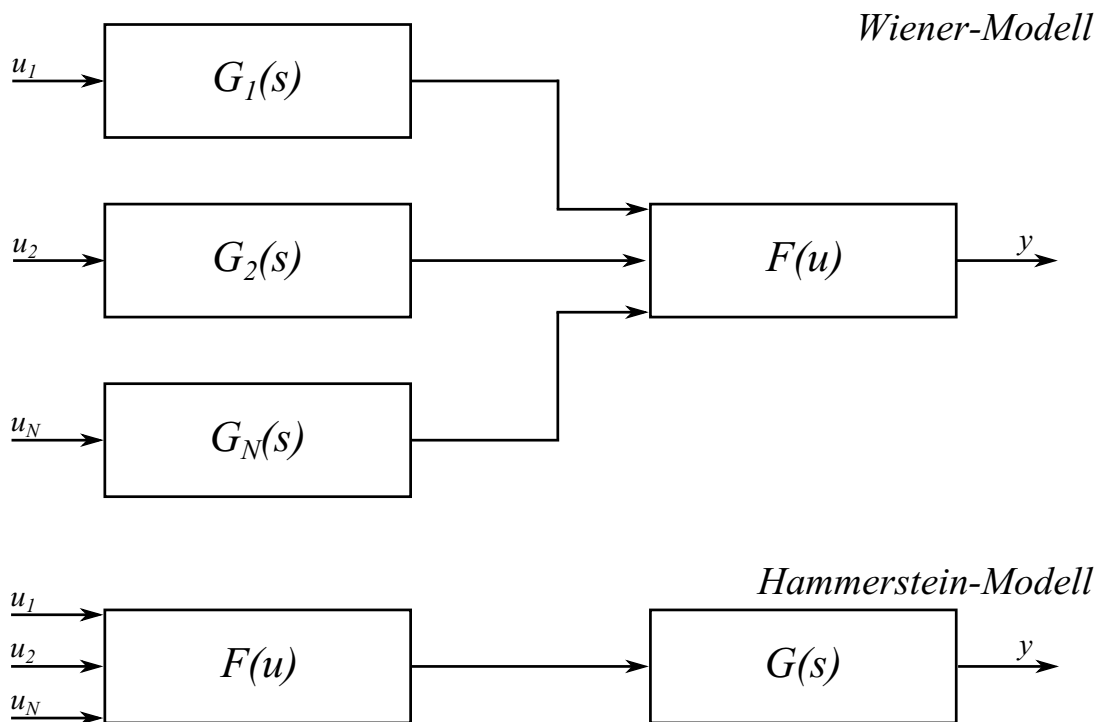 Wiener-Modell
u1
G1(s)
u2
G2(s)
F(u)
y
uN
GN(s)
Hammerstein-Modell
u1
u2
F(u)
G(s)
y
uN